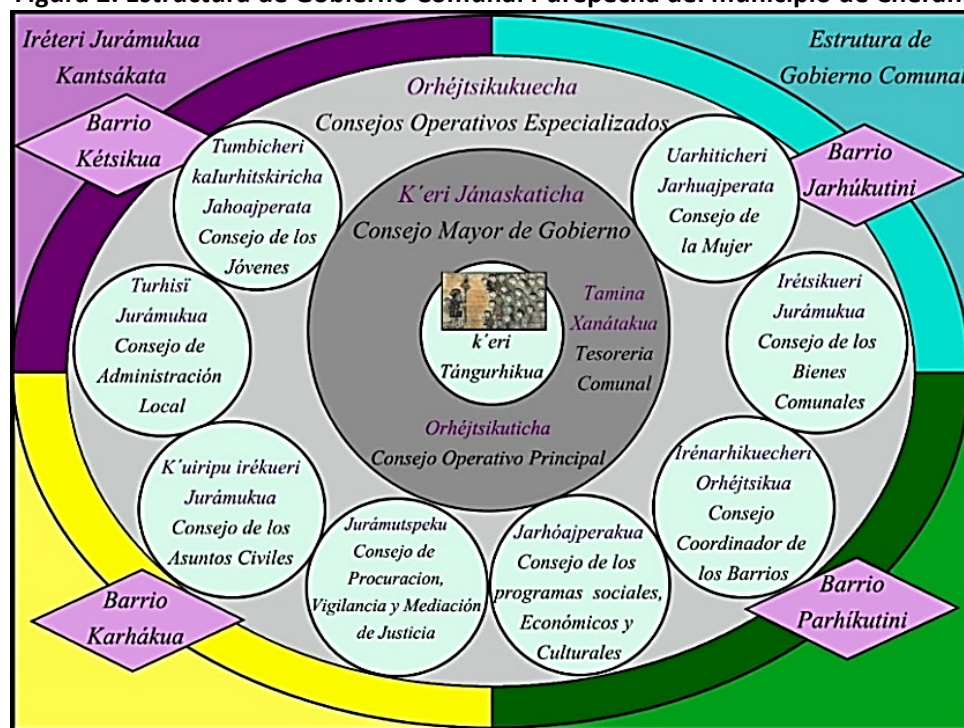 Iréteri Jurámukua
Kantsákata
Estrutura de
Gobierno Comunal
Barrio
Kétsikua
Barrio
Jarhúkutini
Orhéjtsikukuecha
Consejos Operativos Especializados
Tumbicheri
kaIurhitskiricha
Jahoajperata
Consejo de los
Jóvenes
Uarhiticheri
Jarhuajperata
Consejo de
la Mujer
K´eri Jánaskaticha
Consejo Mayor de Gobierno
Turhisï
Jurámukua
Consejo de
Administración
Local
k´eri
Tángurhikua
Tamina
Xanátakua
Tesoreria
Comunal
Irétsikueri
Jurámukua
Consejo de los
Bienes
Comunales
Orhéjtsikuticha
Consejo Operativo Principal
K´uiripu irékueri
Jurámukua
Consejo de los
Asuntos Civiles
Jurámutspeku
Consejo de
Procuracion,
Vigilancia y Mediación
de Justicia
Jarhóajperakua
Consejo de los
programas sociales,
Económicos y
Culturales
Írénarhikuecheri
Orhéjtsikua
Consejo
Coordinador de
los Barrios
Barrio
Karhákua
Barrio
Parhíkutini